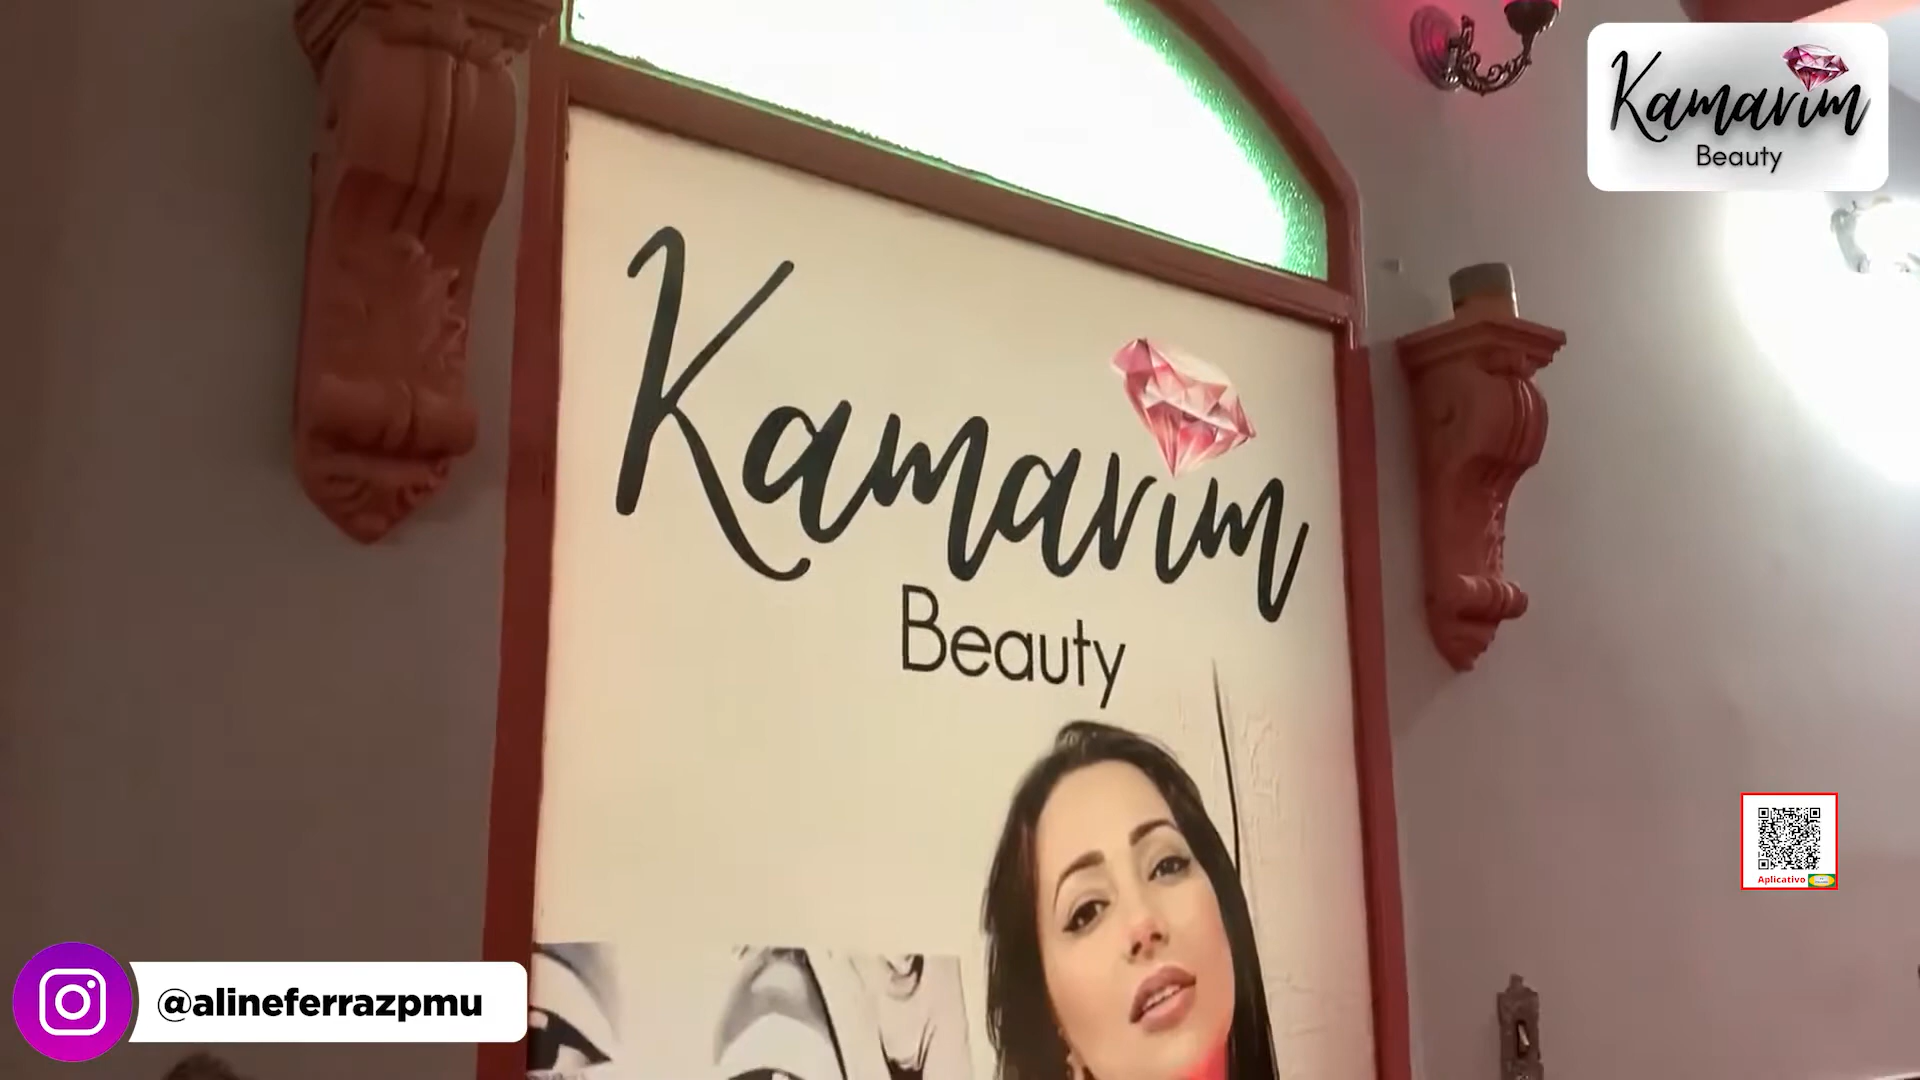 Kamarim
Beauty
Kamarim
Beauty
Aplicativo
@alineferrazpmu